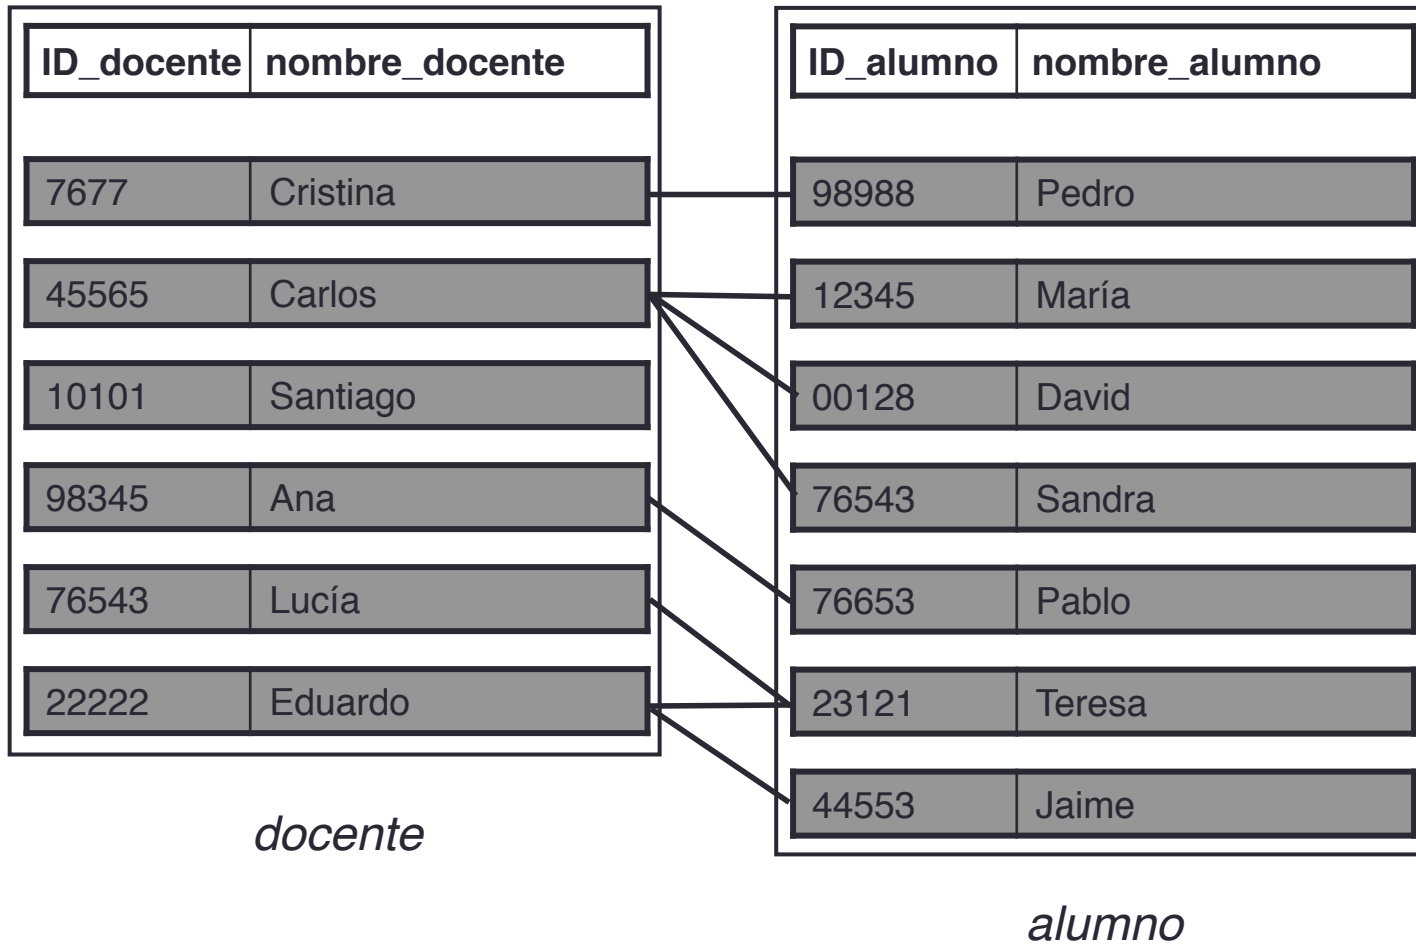 ID_docente nombre_docente
7677 Cristina
45565 Carlos
10101 Santiago
98345 Ana
76543 Lucía
22222 Eduardo
docente
ID_alumno nombre_alumno
98988 Pedro
12345 María
00128 David
76543 Sandra
76653 Pablo
23121 Teresa
44553 Jaime
alumno